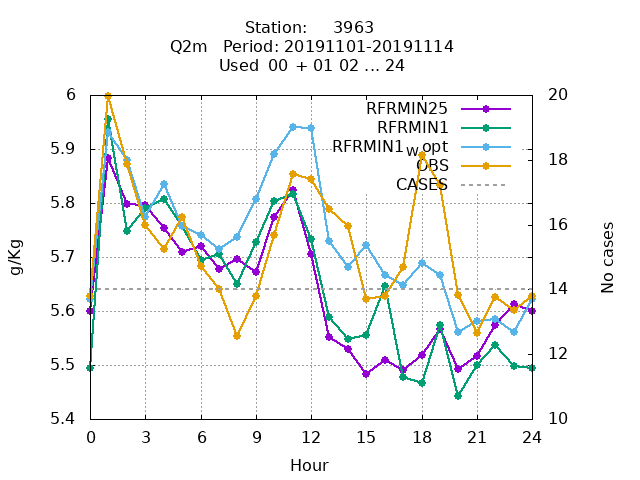 Station: 3963
Q2m Period: 20191101-20191114
Used 00 + 01 02 ... 24
RFRMIN25
RFRMIN1
RFRMIN1_w opt
OBS
CASES
6
5.9
5.8
5.7
5.6
5.5
5.4
g/Kg
20
18
16
14
12
10
No cases
0 3 6 9 12 15 18 21 24
Hour